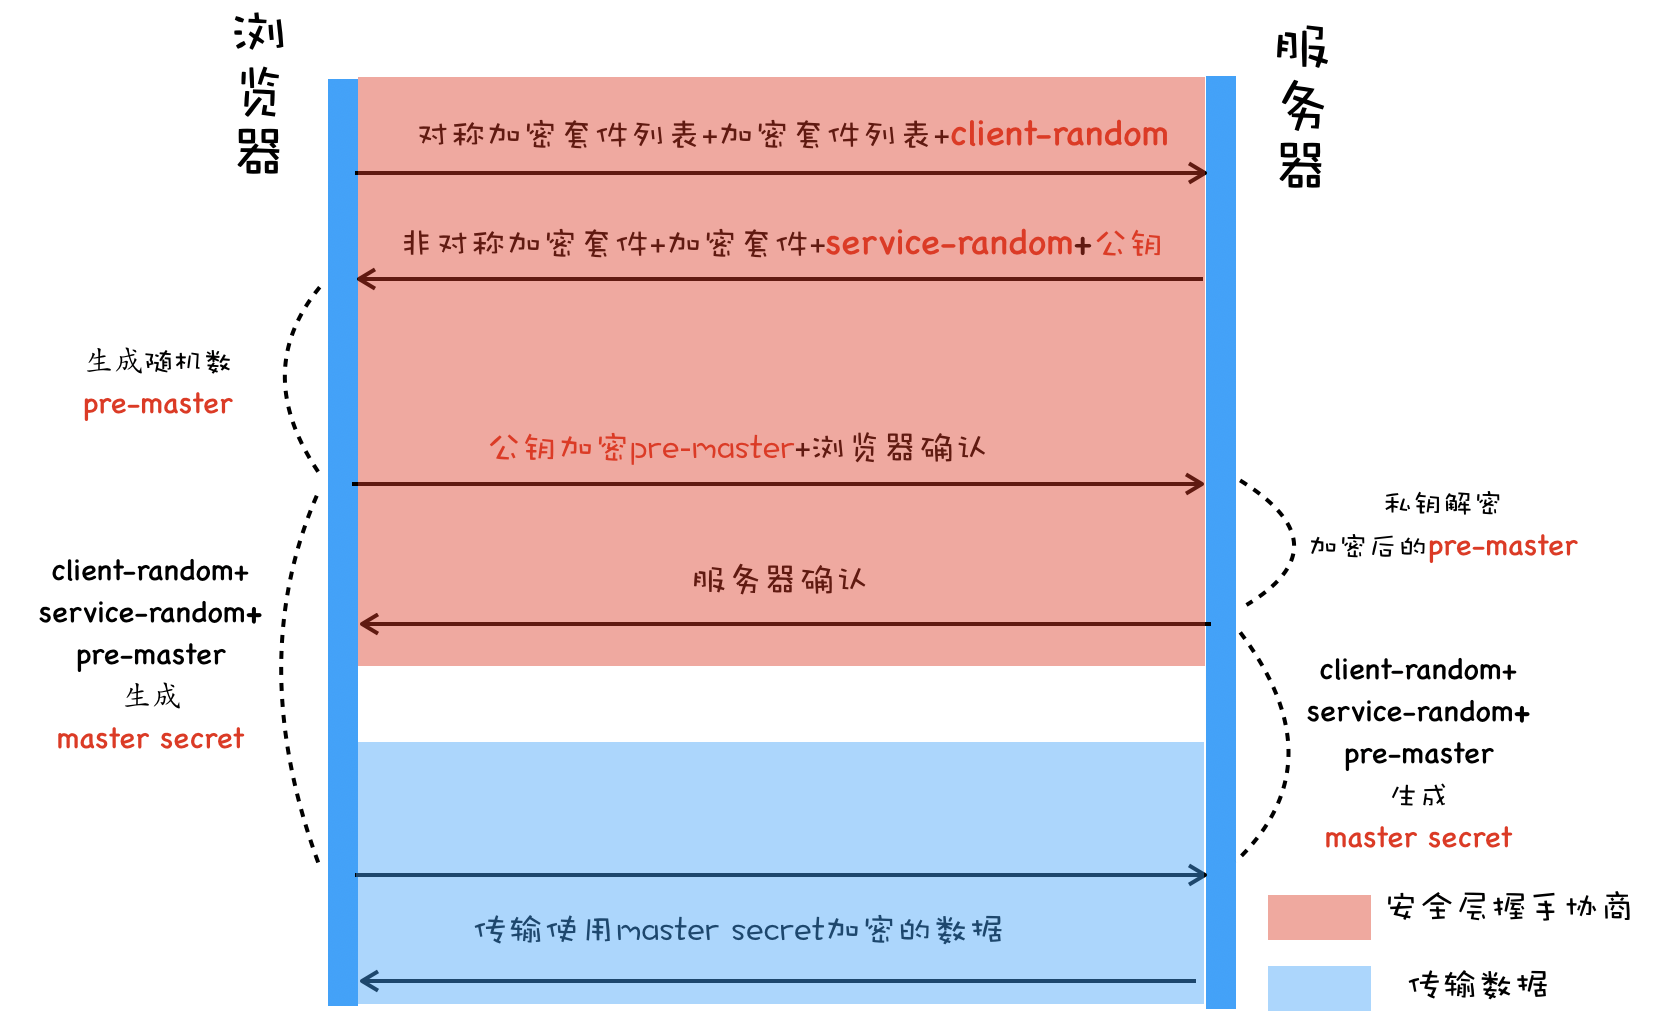 浏览器
服务器
对称加密套件列表+加密套件列表+client-random
非对称加密套件+加密套件+service-random+公钥
生成随机数
pre-master
公钥加密pre-master+浏览器确认
私钥解密
加密后的pre-master
client-random+
service-random+
pre-master
生成
master secret
服务器确认
client-random+
service-random+
pre-master
生成
master secret
传输使用master secret加密的数据
安全层握手协商
传输数据